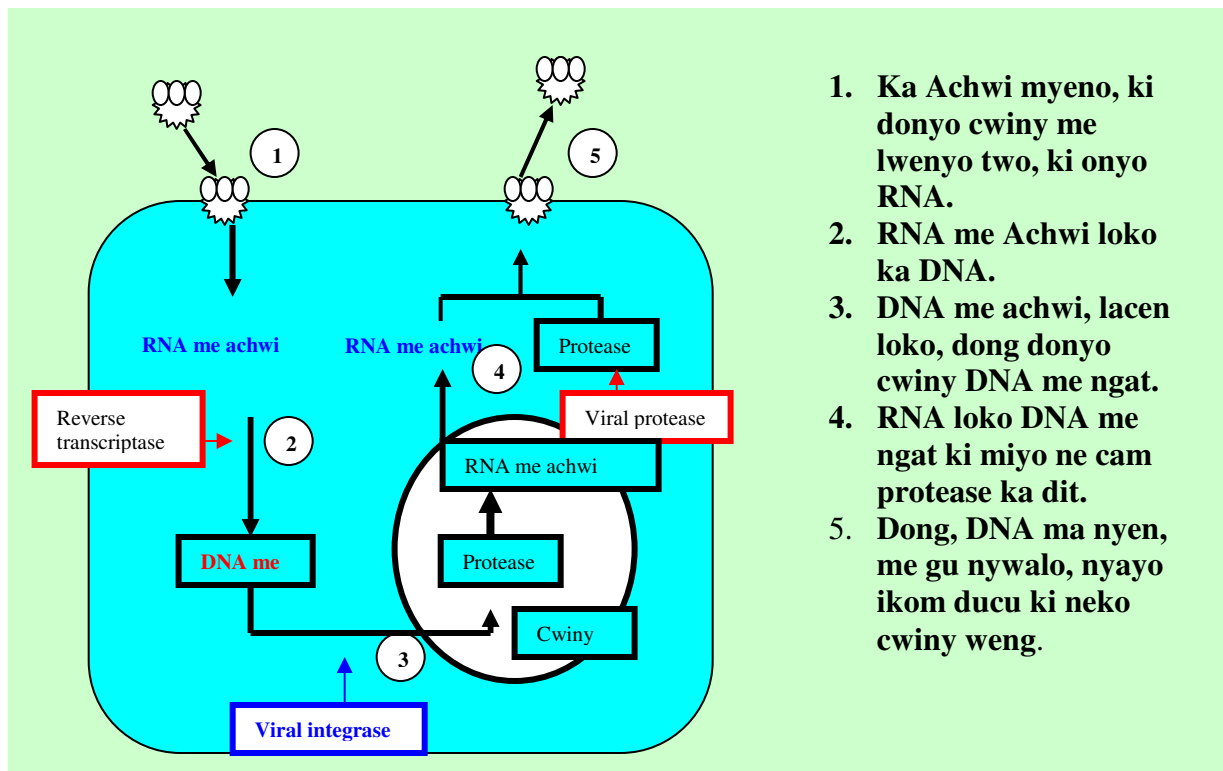 1
5
RNA me achwi
RNA me achwi
Protease
4
Reverse
transcriptase
2
Viral protease
RNA me achwi
DNA me
Protease
Cwiny
3
Viral integrase
1. Ka Achwi myeno, ki
donyo cwiny me
lwenyo two, ki onyo
RNA.
2. RNA me Achwi loko
ka DNA.
3. DNA me achwi, lacen
loko, dong donyo
cwiny DNA me ngat.
4. RNA loko DNA me
ngat ki miyo ne cam
protease ka dit.
5. Dong, DNA ma nyen,
me gu nywalo, nyayo
ikom ducu ki neko
cwiny weng.